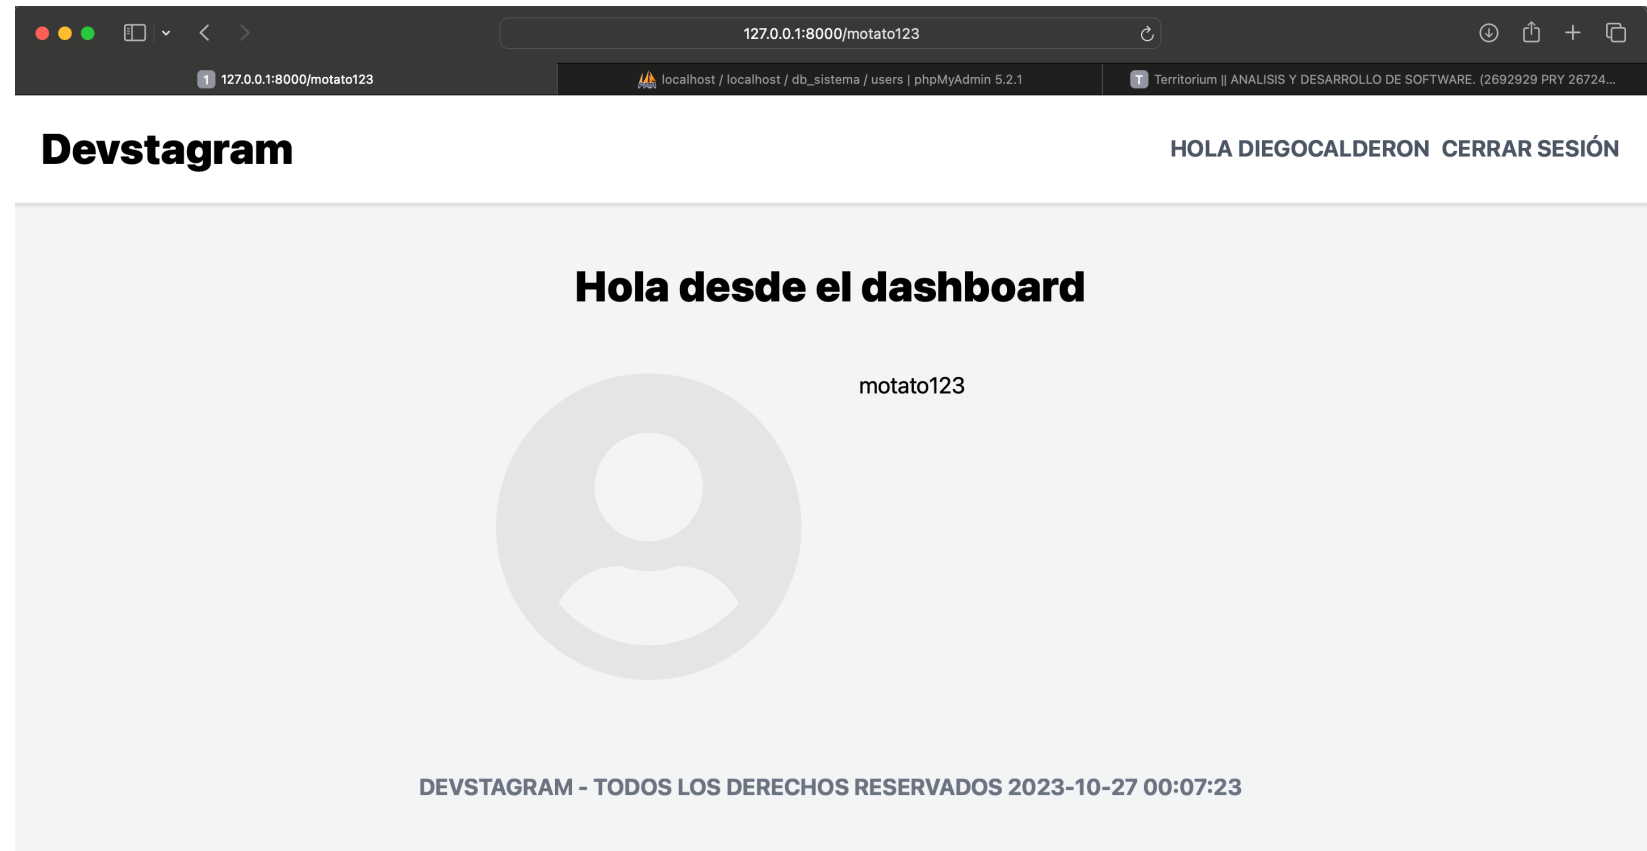 127.0.0.1:8000/motato123
1 127.0.0.1:8000/motato123
localhost / localhost / db_sistema / users | phpMyAdmin 5.2.1
T Territorium || ANALISIS Y DESARROLLO DE SOFTWARE. (2692929 PRY 26724...
Devstagram
HOLA DIEGOCALDERON CERRAR SESIÓN
Hola desde el dashboard
motato123
DEVSTAGRAM - TODOS LOS DERECHOS RESERVADOS 2023-10-27 00:07:23